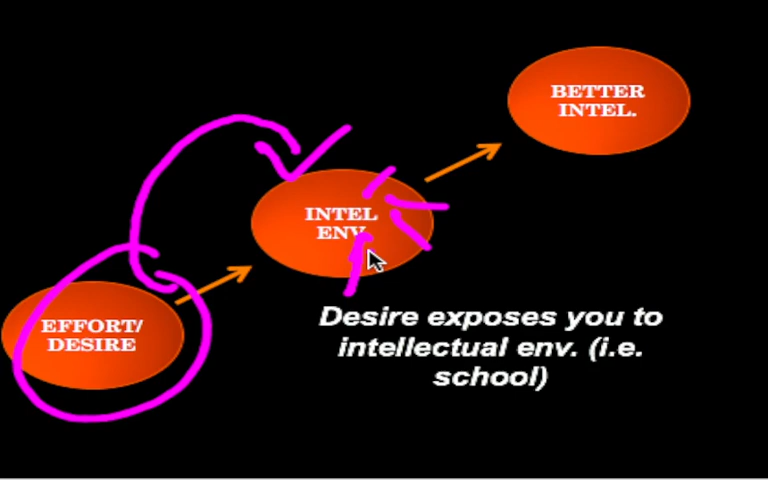 BETTER
INTEL.
INTEL
ENV.
EFFORT/
DESIRE
Desire exposes you to
intellectual env. (i.e.
school)